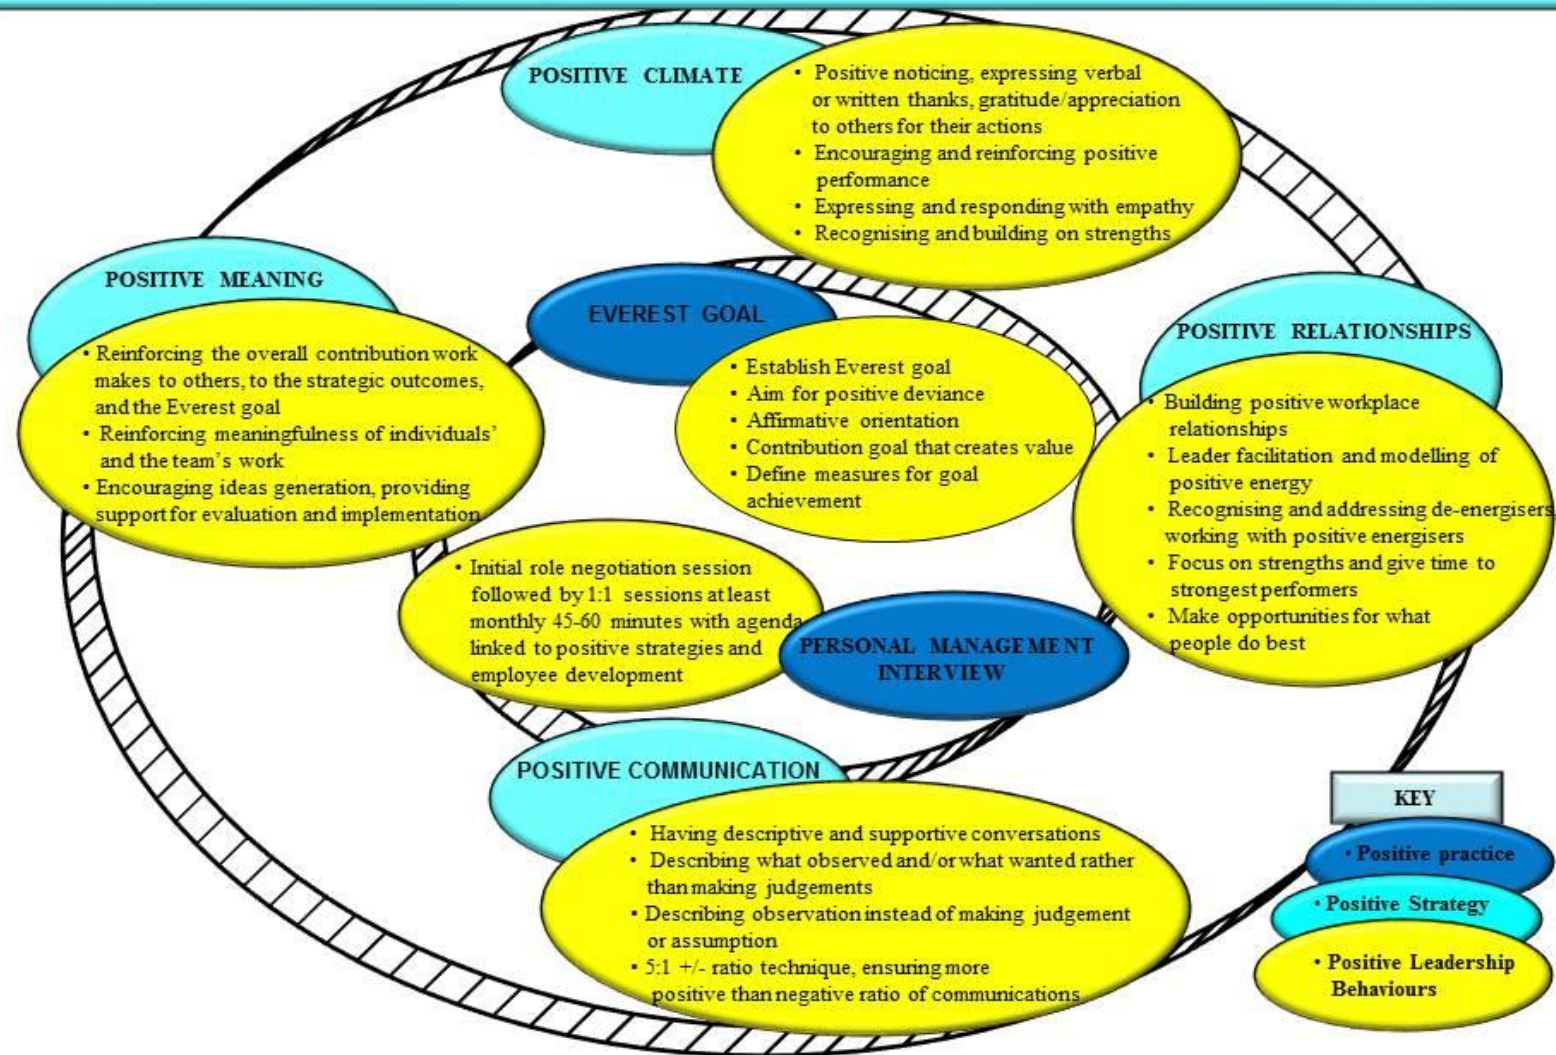 POSITIVE CLIMATE
• Positive noticing, expressing verbal
or written thanks, gratitude/appreciation
to others for their actions
• Encouraging and reinforcing positive
performance
• Expressing and responding with empathy
• Recognising and building on strengths
POSITIVE MEANING
• Reinforcing the overall contribution work
makes to others, to the strategic outcomes,
and the Everest goal
• Reinforcing meaningfulness of individuals'
and the team's work
• Encouraging ideas generation, providing
support for evaluation and implementation
EVEREST GOAL
• Establish Everest goal
• Aim for positive deviance
• Affirmative orientation
• Contribution goal that creates value
• Define measures for goal
achievement
POSITIVE RELATIONSHIPS
• Building positive workplace
relationships
• Leader facilitation and modelling of
positive energy
• Recognising and addressing de-energisers,
working with positive energisers
• Focus on strengths and give time to
strongest performers
• Make opportunities for what
people do best
• Initial role negotiation session
followed by 1:1 sessions at least
monthly 45-60 minutes with agenda
linked to positive strategies and
employee development
PERSONAL MANAGEMENT
INTERVIEW
POSITIVE COMMUNICATION
• Having descriptive and supportive conversations
• Describing what observed and/or what wanted rather
than making judgements
• Describing observation instead of making judgement
or assumption
• 5:1 +/- ratio technique, ensuring more
positive than negative ratio of communications
KEY
• Positive practice
• Positive Strategy
• Positive Leadership
Behaviours